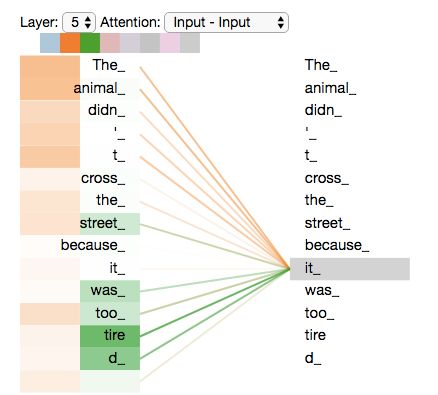 Layer: 5 Attention: Input - Input
The_ The_
animal_ animal_
didn_ didn_
'_ '_
t_ t_
cross_ cross_
the_ the_
street_ street_
because_ because_
it_ it_
was_ was_
too_ too_
tire tire
d_ d_